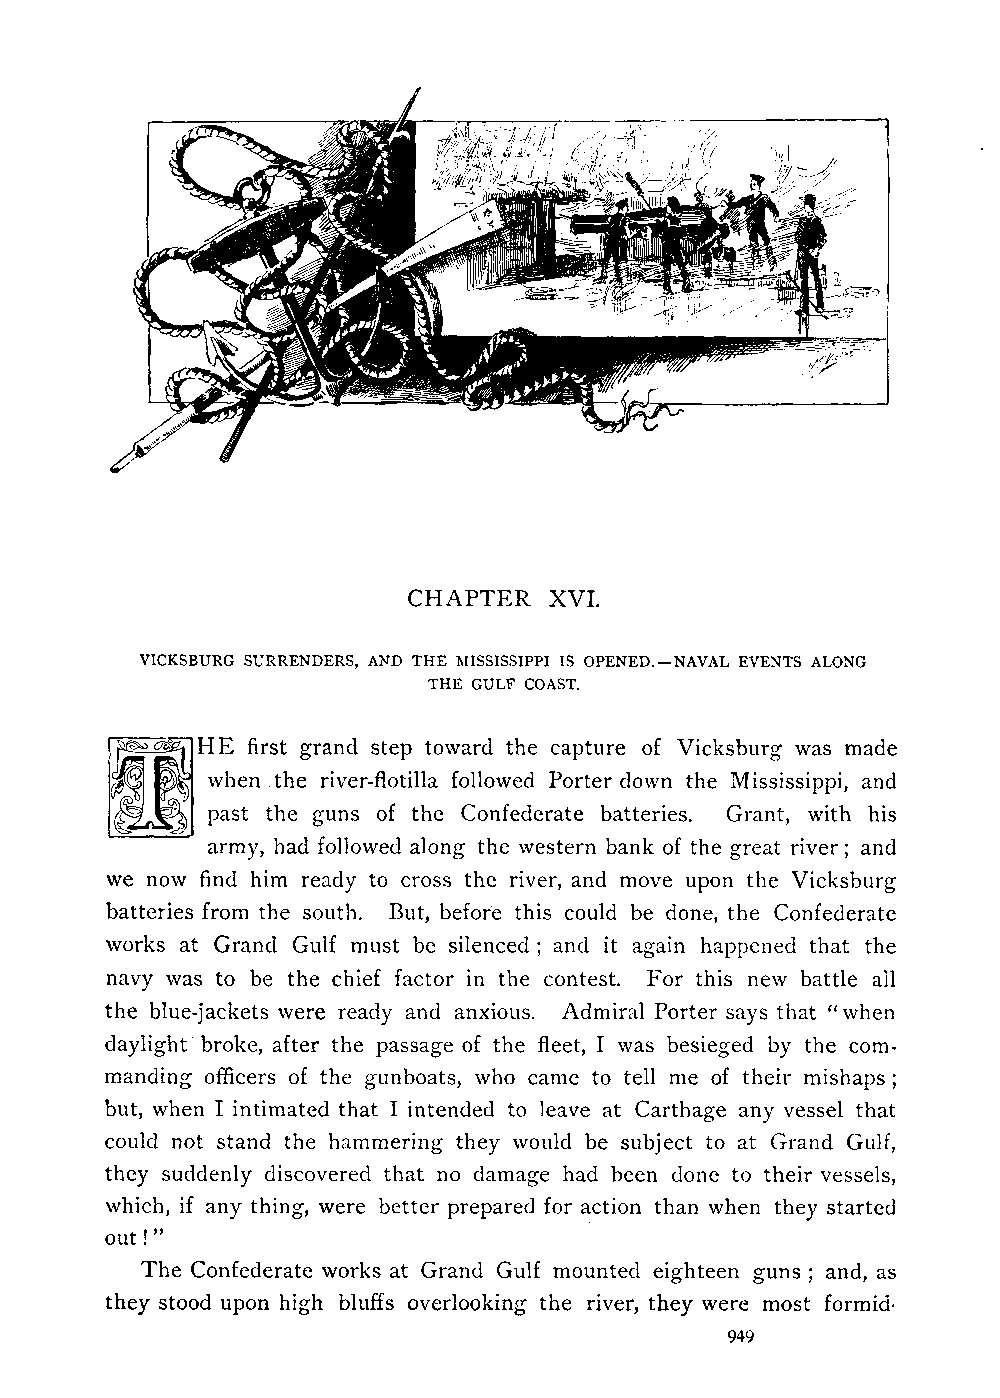 CHAPTER XVI.
VICKSBURG SURRENDERS, AND THE MISSISSIPPI IS OPENED.—NAVAL EVENTS ALONG
THE GULF COAST.
THE first grand step toward the capture of Vicksburg was made
when the river-flotilla followed Porter down the Mississippi, and
past the guns of the Confederate batteries. Grant, with his
army, had followed along the western bank of the great river; and
we now find him ready to cross the river, and move upon the Vicksburg
batteries from the south. But, before this could be done, the Confederate
works at Grand Gulf must be silenced; and it again happened that the
navy was to be the chief factor in the contest. For this new battle all
the blue-jackets were ready and anxious. Admiral Porter says that "when
daylight broke, after the passage of the fleet, I was besieged by the com-
manding officers of the gunboats, who came to tell me of their mishaps;
but, when I intimated that I intended to leave at Carthage any vessel that
could not stand the hammering they would be subject to at Grand Gulf,
they suddenly discovered that no damage had been done to their vessels,
which, if any thing, were better prepared for action than when they started
out!"
The Confederate works at Grand Gulf mounted eighteen guns; and, as
they stood upon high bluffs overlooking the river, they were most formid-
949